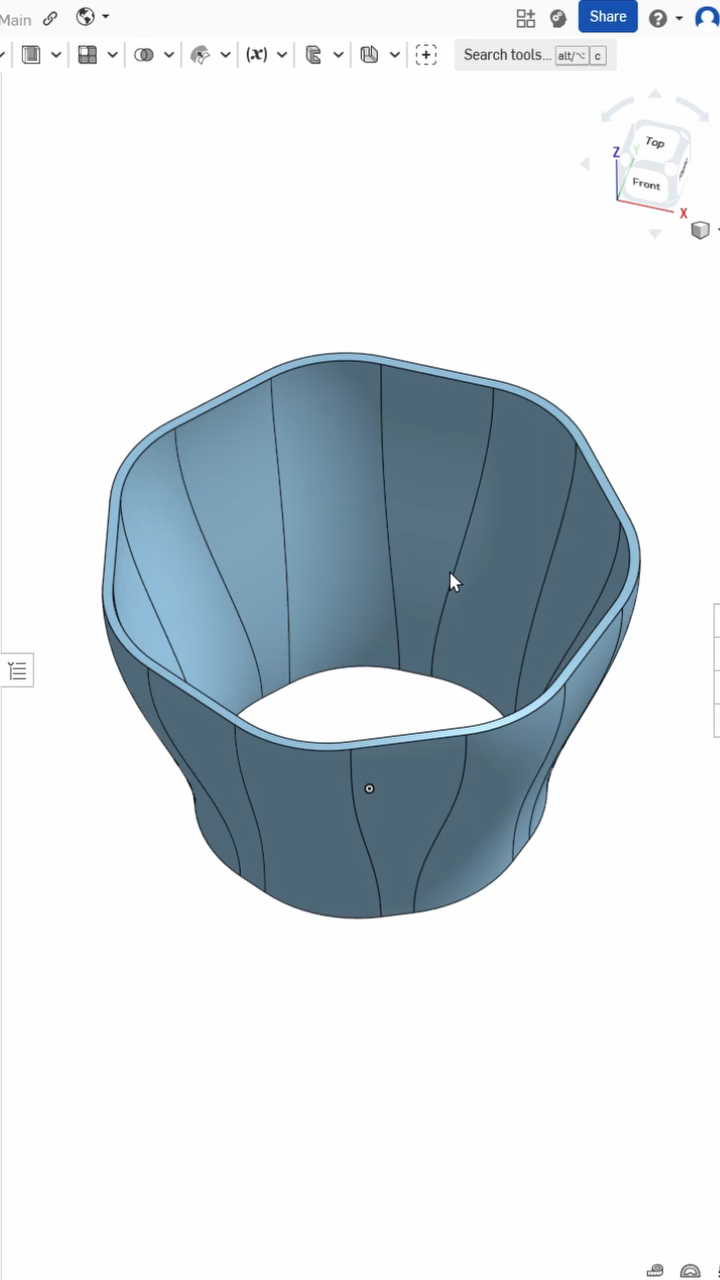 Main
Share
(x)
Search tools... alt/⌥ c
Top
Z
Y
Front
X